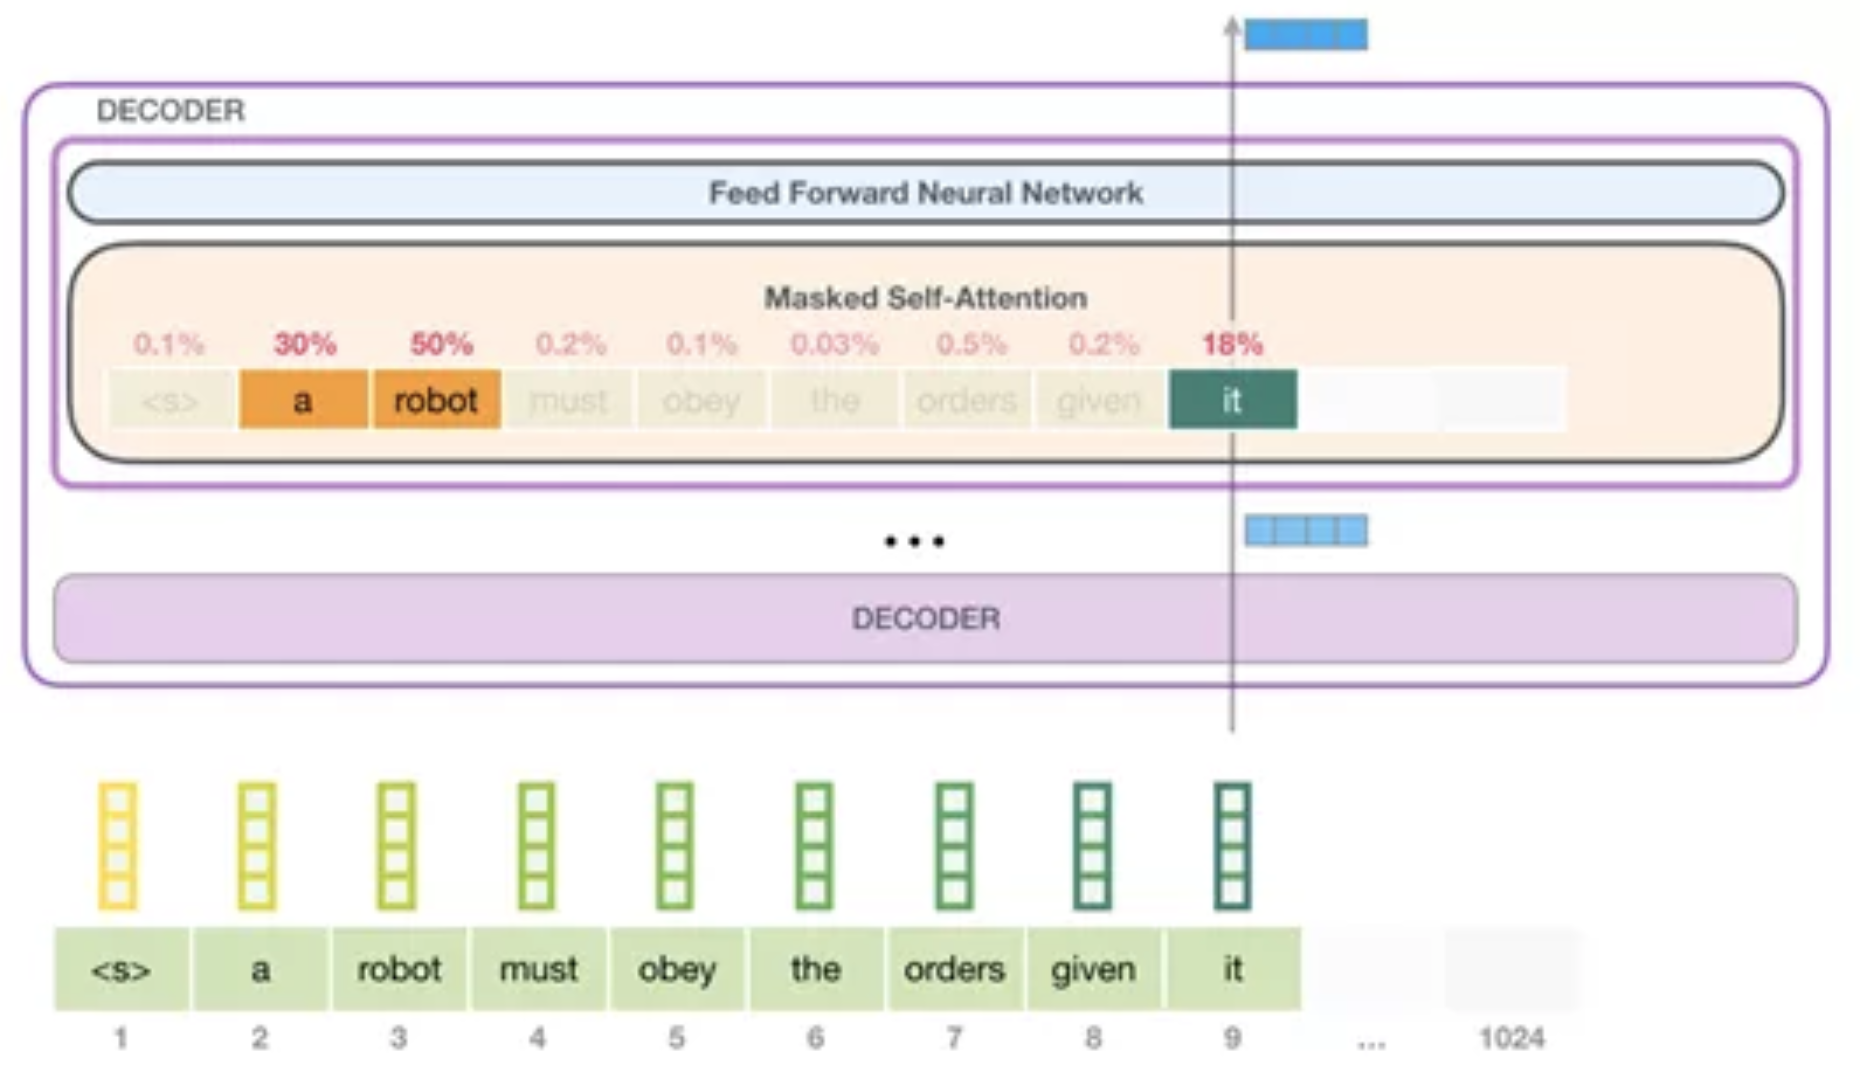 DECODER
Feed Forward Neural Network
Masked Self-Attention
0.1% 30% 50% 0.2% 0.1% 0.03% 0.5% 0.2% 18%
<s> a robot must obey the orders given it
...
DECODER
<s> a robot must obey the orders given it
1 2 3 4 5 6 7 8 9 ... 1024